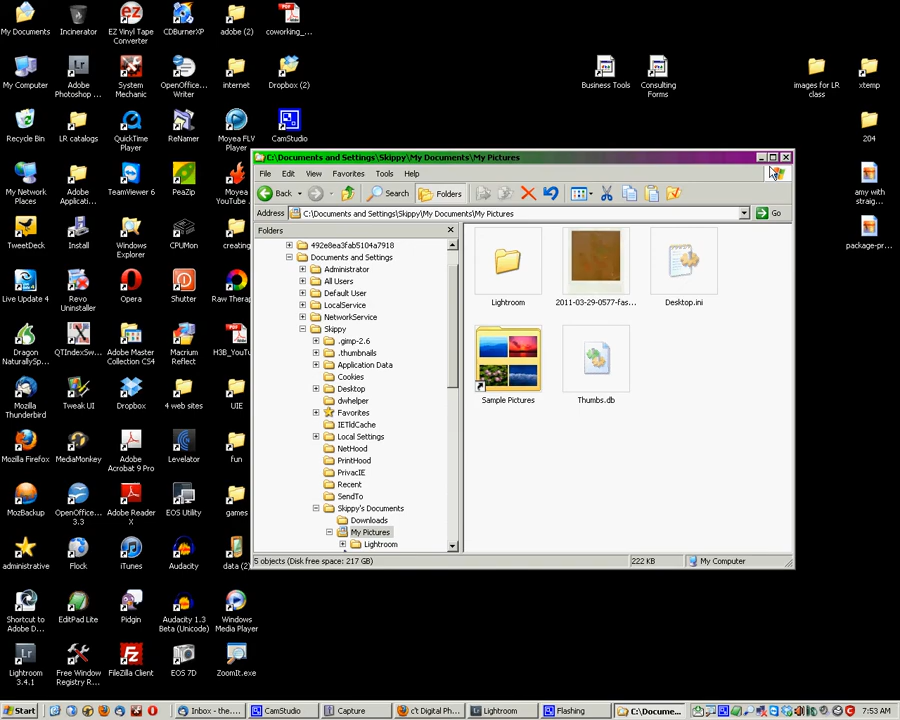 My Documents
Incinerator
EZ Vinyl Tape
Converter
CDBurnerXP
adobe (2)
coworking_...
My Computer
Adobe
Photoshop ...
System
Mechanic
OpenOffice...
Writer
internet
Dropbox (2)
Business Tools
Consulting
Forms
images for LR
class
xtemp
Recycle Bin
LR catalogs
QuickTime
Player
ReNamer
Moyea FLV
Player
CamStudio
204
My Network
Places
Adobe
Applicati...
TeamViewer 6
PeaZip
Moyea
YouTube ...
amy with
straig...
TweetDeck
Install
Windows
Explorer
CPUMon
creating
package-pr...
Live Update 4
Revo
Uninstaller
Opera
Shutter
Raw Therap
Dragon
NaturallySp...
QTIndexSw...
Adobe Master
Collection CS4
Macrium
Reflect
H3B_YouTu
Mozilla
Thunderbird
Tweak UI
Dropbox
4 web sites
UIE
Mozilla Firefox
MediaMonkey
Adobe
Acrobat 9 Pro
Levelator
fun
MozBackup
OpenOffice...
3.3
Adobe Reader
X
EOS Utility
games
administrative
Flock
iTunes
Audacity
data (2)
Shortcut to
Adobe D...
EditPad Lite
Pidgin
Audacity 1.3
Beta (Unicode)
Windows
Media Player
Lightroom
3.4.1
Free Window
Registry R...
FileZilla Client
EOS 7D
ZoomIt.exe
C:\Documents and Settings\Skippy\My Documents\My Pictures
File Edit View Favorites Tools Help
Back Search Folders
Address C:\Documents and Settings\Skippy\My Documents\My Pictures Go
Folders
492e8ea3fab5104a7918
Documents and Settings
Administrator
All Users
Default User
LocalService
NetworkService
Skippy
.gimp-2.6
.thumbnails
Application Data
Cookies
Desktop
dwhelper
Favorites
IETldCache
Local Settings
NetHood
PrintHood
PrivacIE
Recent
SendTo
Skippy's Documents
Downloads
My Pictures
Lightroom
Lightroom
2011-03-29-0577-fas...
Desktop.ini
Sample Pictures
Thumbs.db
5 objects (Disk free space: 217 GB) 222 KB My Computer
Start Inbox - the... CamStudio Capture c't Digital Ph... Lightroom Flashing C:\Docume... 7:53 AM